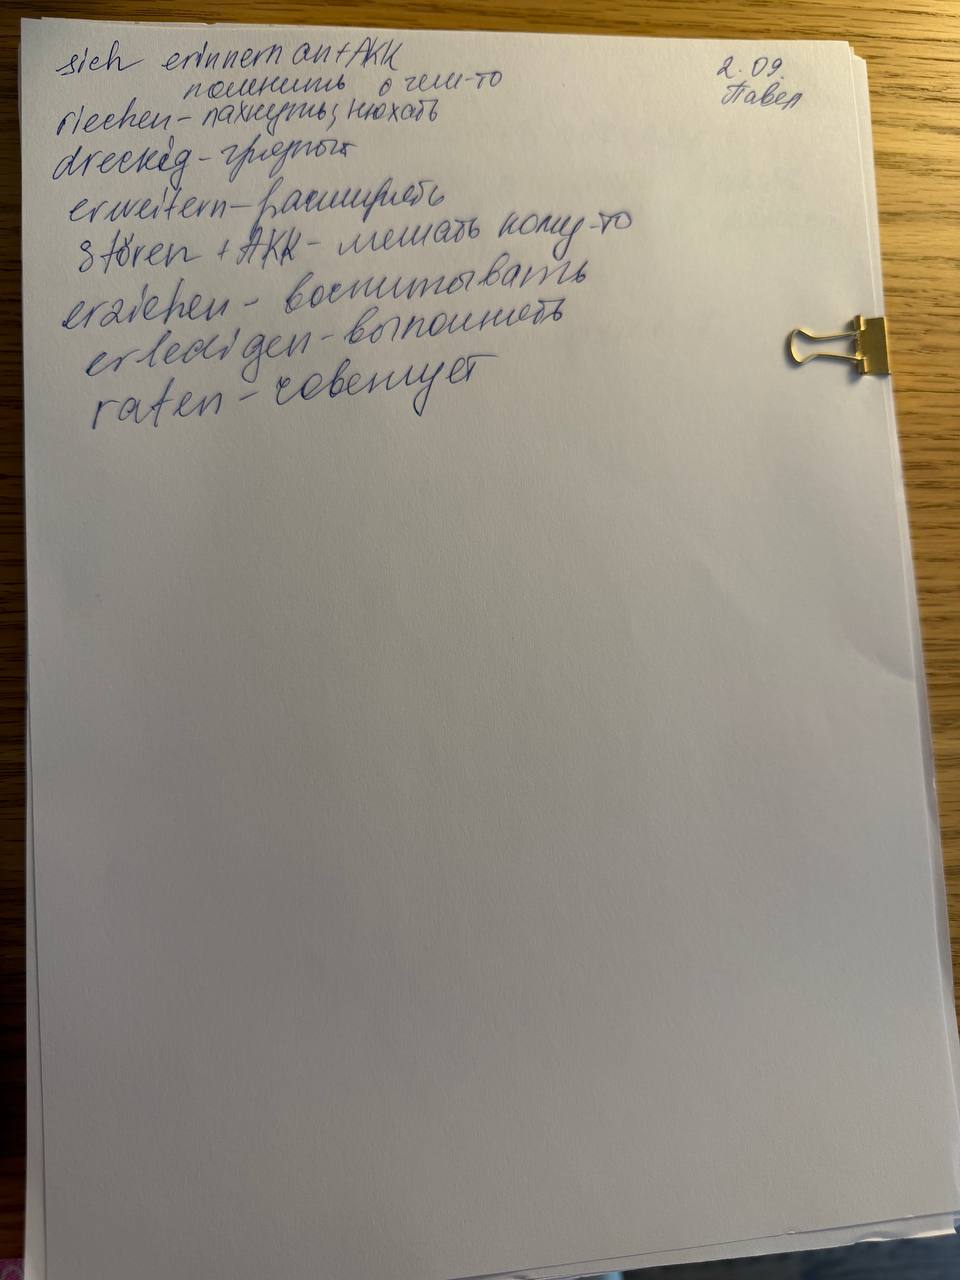 sich erinnern an+AKK
помнить о чем-то
2.09.
Павел
riechen - пахнуть; нюхать
dreckig - грязный
erweitern - расширять
stören +AKK - мешать кому-то
erziehen - воспитывать
erledigen - выполнять
raten - советует